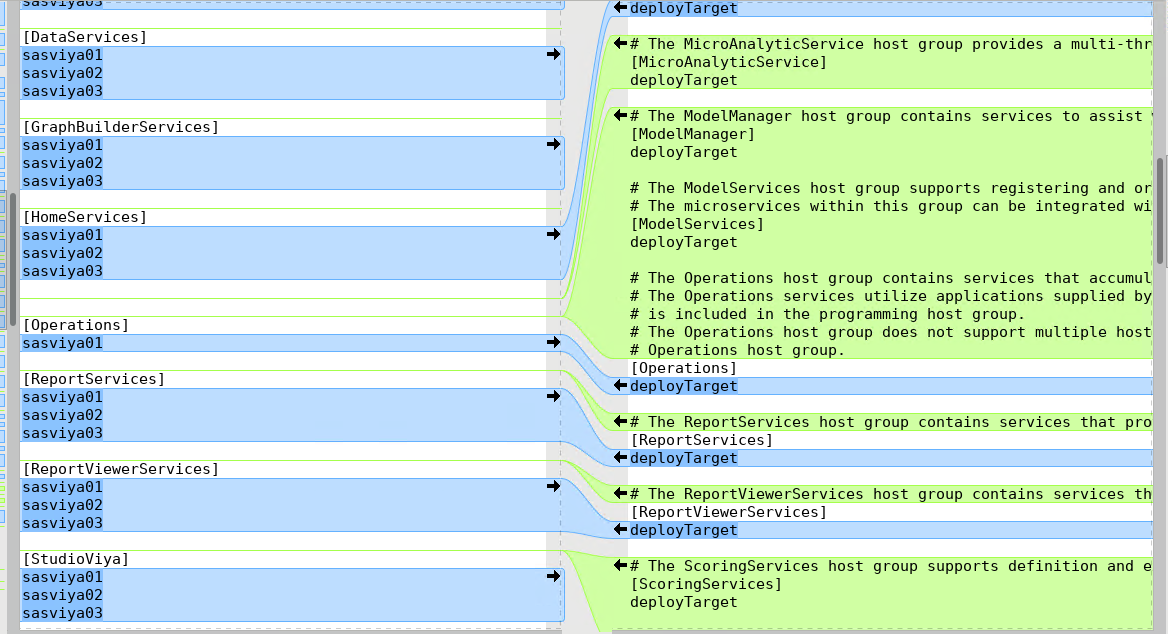 sasviya03
[DataServices]
sasviya01
sasviya02
sasviya03
[GraphBuilderServices]
sasviya01
sasviya02
sasviya03
[HomeServices]
sasviya01
sasviya02
sasviya03
[Operations]
sasviya01
[ReportServices]
sasviya01
sasviya02
sasviya03
[ReportViewerServices]
sasviya01
sasviya02
sasviya03
[StudioViya]
sasviya01
sasviya02
sasviya03
deployTarget
# The MicroAnalyticService host group provides a multi-thr
[MicroAnalyticService]
deployTarget
# The ModelManager host group contains services to assist
[ModelManager]
deployTarget
# The ModelServices host group supports registering and or
# The microservices within this group can be integrated wi
[ModelServices]
deployTarget
# The Operations host group contains services that accumul
# The Operations services utilize applications supplied by
# is included in the programming host group.
# The Operations host group does not support multiple host
# Operations host group.
[Operations]
deployTarget
# The ReportServices host group contains services that pro
[ReportServices]
deployTarget
# The ReportViewerServices host group contains services th
[ReportViewerServices]
deployTarget
# The ScoringServices host group supports definition and e
[ScoringServices]
deployTarget